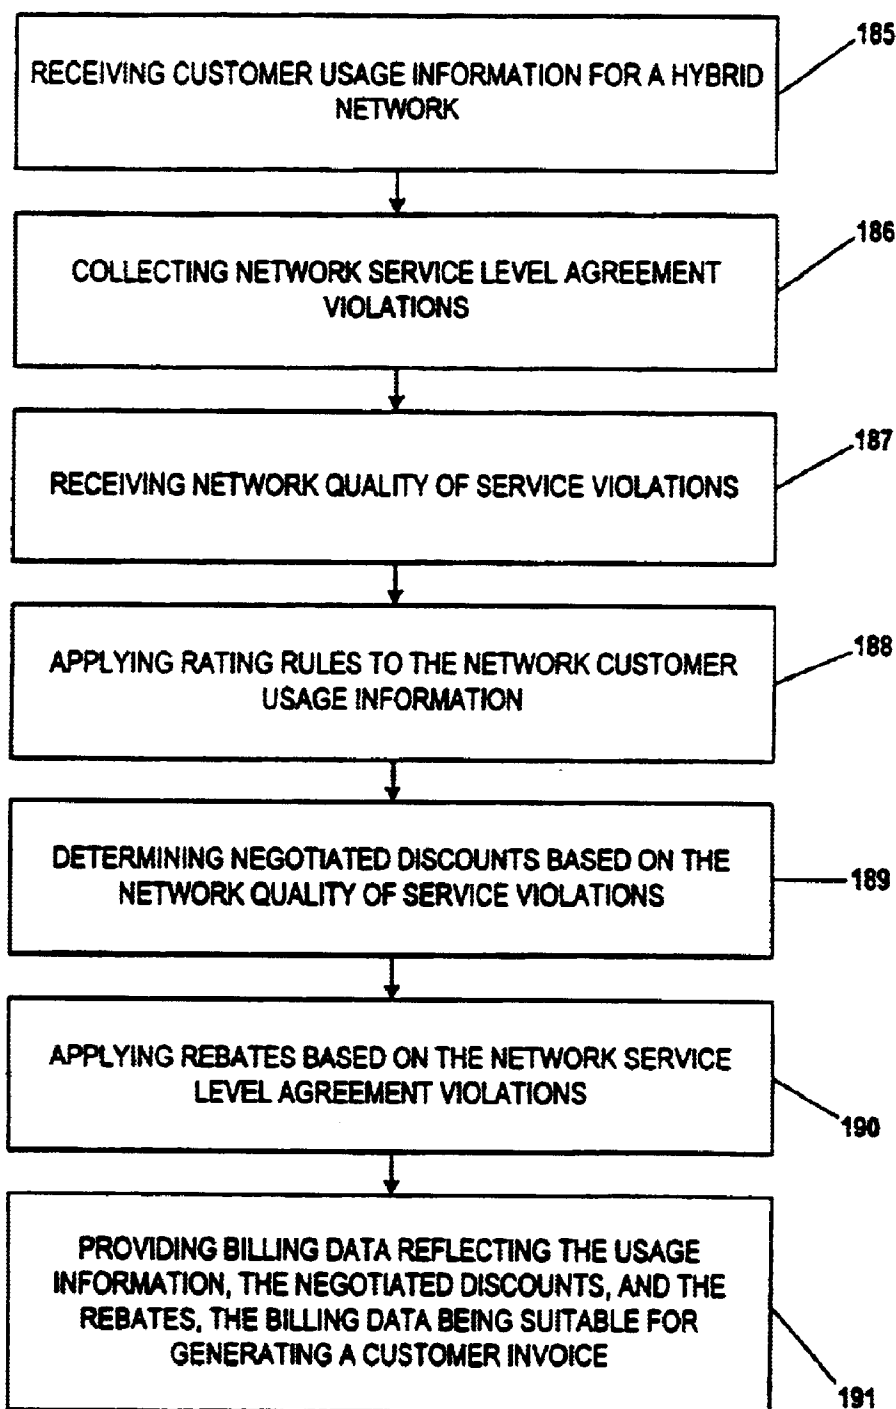 185
RECEIVING CUSTOMER USAGE INFORMATION FOR A HYBRID
NETWORK
186
COLLECTING NETWORK SERVICE LEVEL AGREEMENT
VIOLATIONS
187
RECEIVING NETWORK QUALITY OF SERVICE VIOLATIONS
188
APPLYING RATING RULES TO THE NETWORK CUSTOMER
USAGE INFORMATION
DETERMINING NEGOTIATED DISCOUNTS BASED ON THE
NETWORK QUALITY OF SERVICE VIOLATIONS
189
APPLYING REBATES BASED ON THE NETWORK SERVICE
LEVEL AGREEMENT VIOLATIONS
190
PROVIDING BILLING DATA REFLECTING THE USAGE
INFORMATION, THE NEGOTIATED DISCOUNTS, AND THE
REBATES, THE BILLING DATA BEING SUITABLE FOR
GENERATING A CUSTOMER INVOICE
191